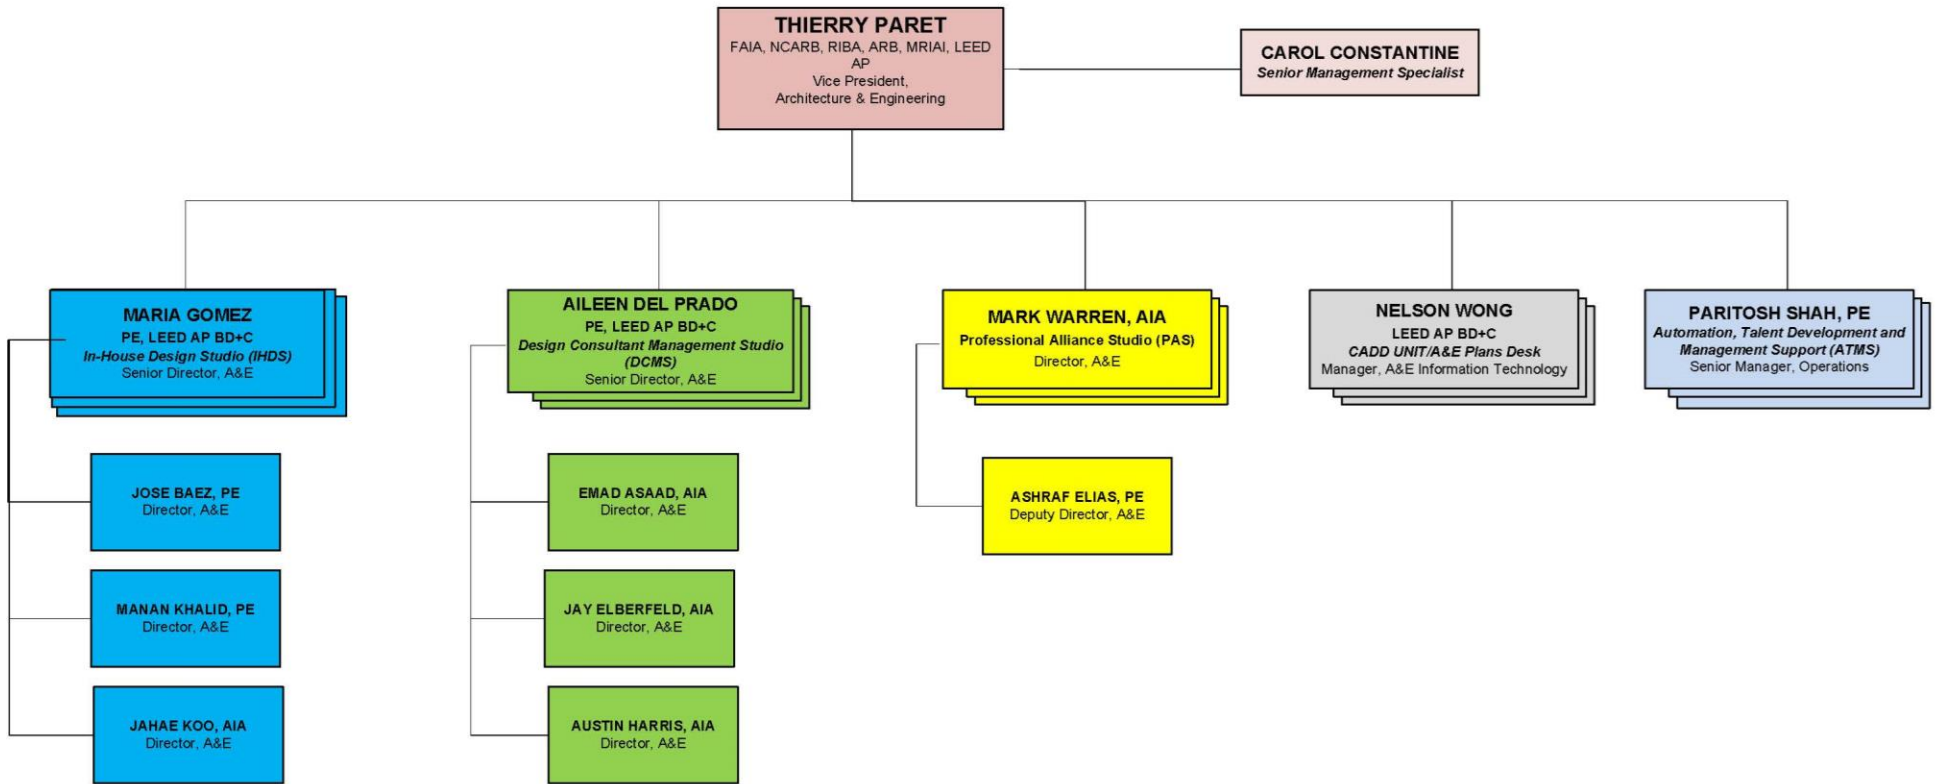 THIERRY PARET
FAIA, NCARB, RIBA, ARB, MRIAI, LEED
AP
Vice President,
Architecture & Engineering
CAROL CONSTANTINE
Senior Management Specialist
MARIA GOMEZ
PE, LEED AP BD+C
In-House Design Studio (IHDS)
Senior Director, A&E
AILEEN DEL PRADO
PE, LEED AP BD+C
Design Consultant Management Studio
(DCMS)
Senior Director, A&E
MARK WARREN, AIA
Professional Alliance Studio (PAS)
Director, A&E
NELSON WONG
LEED AP BD+C
CADD UNIT/A&E Plans Desk
Manager, A&E Information Technology
PARITOSH SHAH, PE
Automation, Talent Development and
Management Support (ATMS)
Senior Manager, Operations
JOSE BAEZ, PE
Director, A&E
EMAD ASAAD, AIA
Director, A&E
ASHRAF ELIAS, PE
Deputy Director, A&E
MANAN KHALID, PE
Director, A&E
JAY ELBERFELD, AIA
Director, A&E
JAHAE KOO, AIA
Director, A&E
AUSTIN HARRIS, AIA
Director, A&E